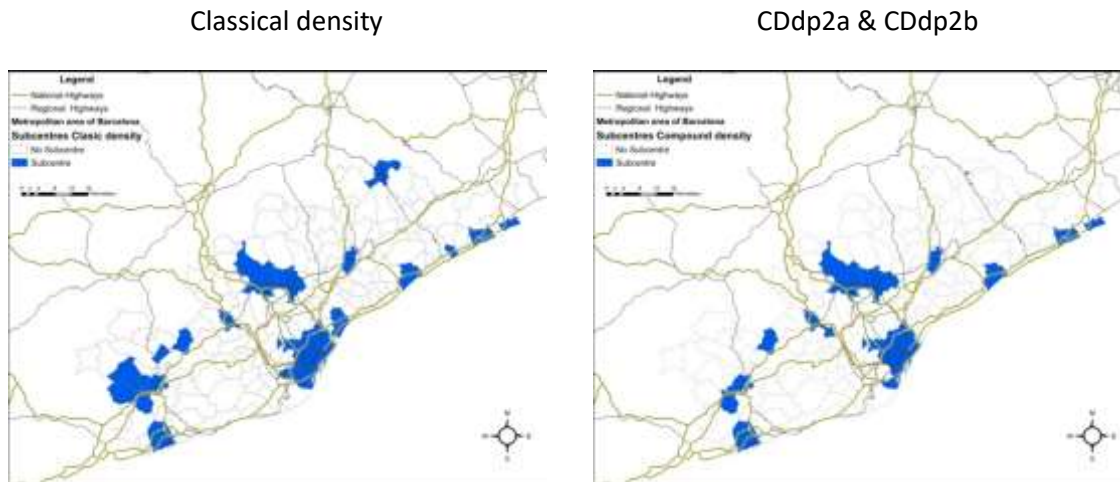 Classical density
CDdp2a & CDdp2b
Legend
National Highways
Regional Highways
Metropolitan area of Barcelona
Subcentres Clasic density
No Subcentre
Subcentre
Legend
National Highways
Regional Highways
Metropolitan area of Barcelona
Subcentres Compound density
No Subcentre
Subcentre
N
E
S
N
E
S